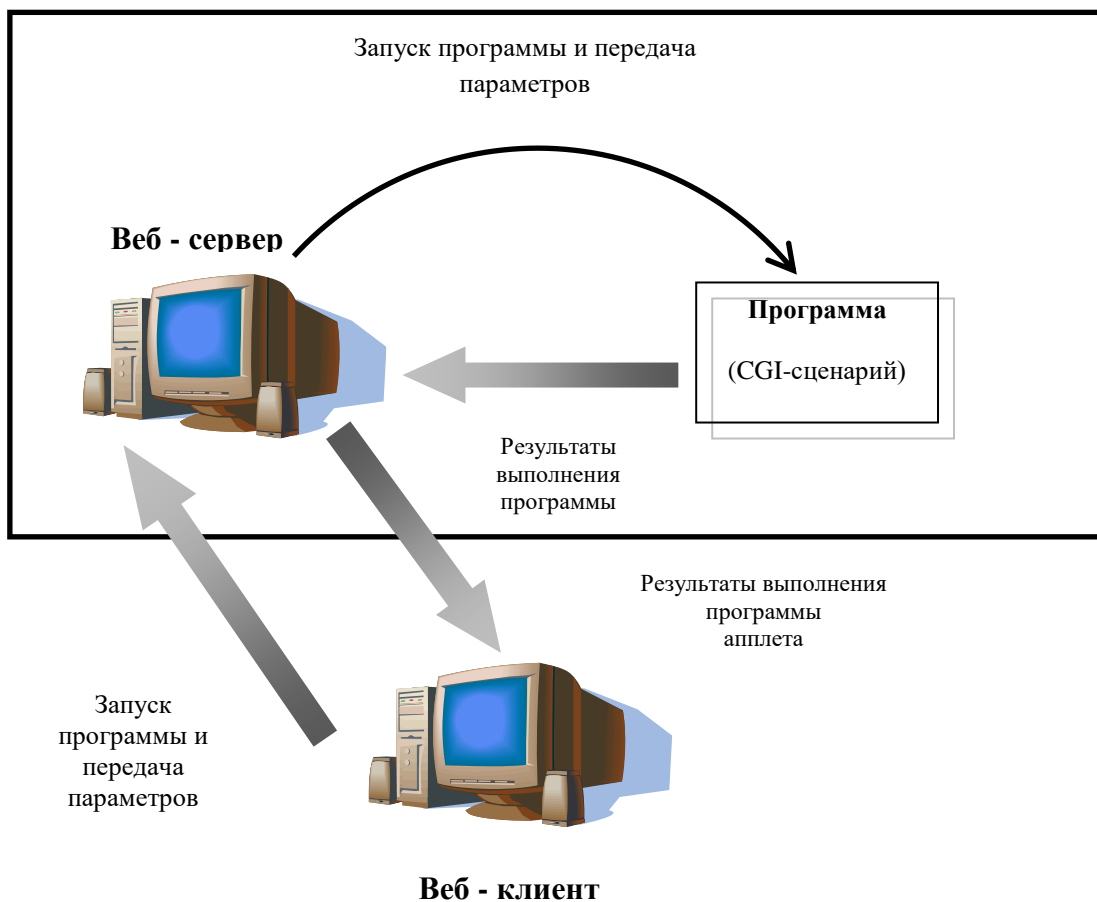 Запуск программы и передача
параметров
Веб - сервер
Программа
(CGI-сценарий)
Результаты
выполнения
программы
Результаты выполнения
программы
апплета
Запуск
программы и
передача
параметров
Веб - клиент